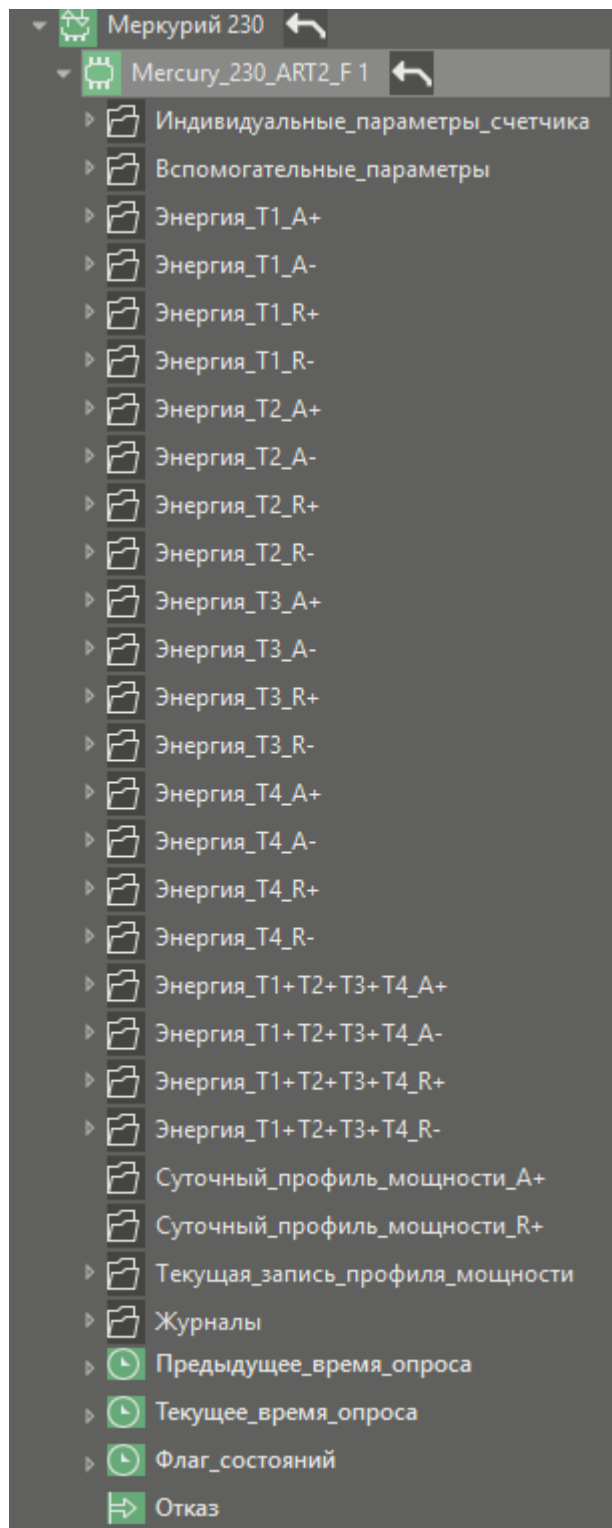 Меркурий 230
Mercury_230_ART2_F 1
Индивидуальные_параметры_счетчика
Вспомогательные_параметры
Энергия_Т1_А+
Энергия_Т1_А-
Энергия_Т1_R+
Энергия_Т1_R-
Энергия_Т2_А+
Энергия_Т2_А-
Энергия_Т2_R+
Энергия_Т2_R-
Энергия_Т3_А+
Энергия_Т3_А-
Энергия_Т3_R+
Энергия_Т3_R-
Энергия_Т4_А+
Энергия_Т4_А-
Энергия_Т4_R+
Энергия_Т4_R-
Энергия_Т1+Т2+Т3+Т4_А+
Энергия_Т1+Т2+Т3+Т4_А-
Энергия_Т1+Т2+Т3+Т4_R+
Энергия_Т1+Т2+Т3+Т4_R-
Суточный_профиль_мощности_А+
Суточный_профиль_мощности_R+
Текущая_запись_профиля_мощности
Журналы
Предыдущее_время_опроса
Текущее_время_опроса
Флаг_состояний
Отказ